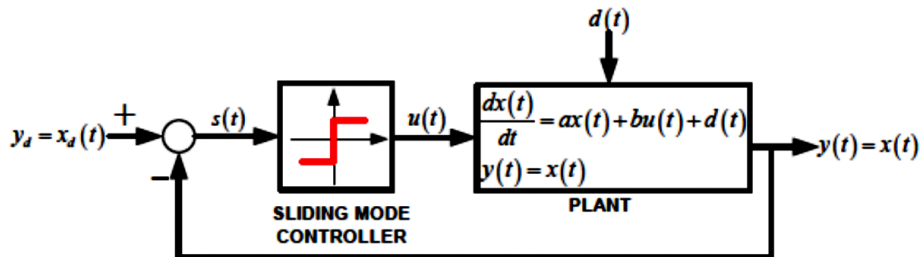 d(t)
y_d = x_d(t)
+
−
s(t)
u(t)
dx(t)/dt = ax(t) + bu(t) + d(t)
y(t) = x(t)
y(t) = x(t)
SLIDING MODE
CONTROLLER
PLANT